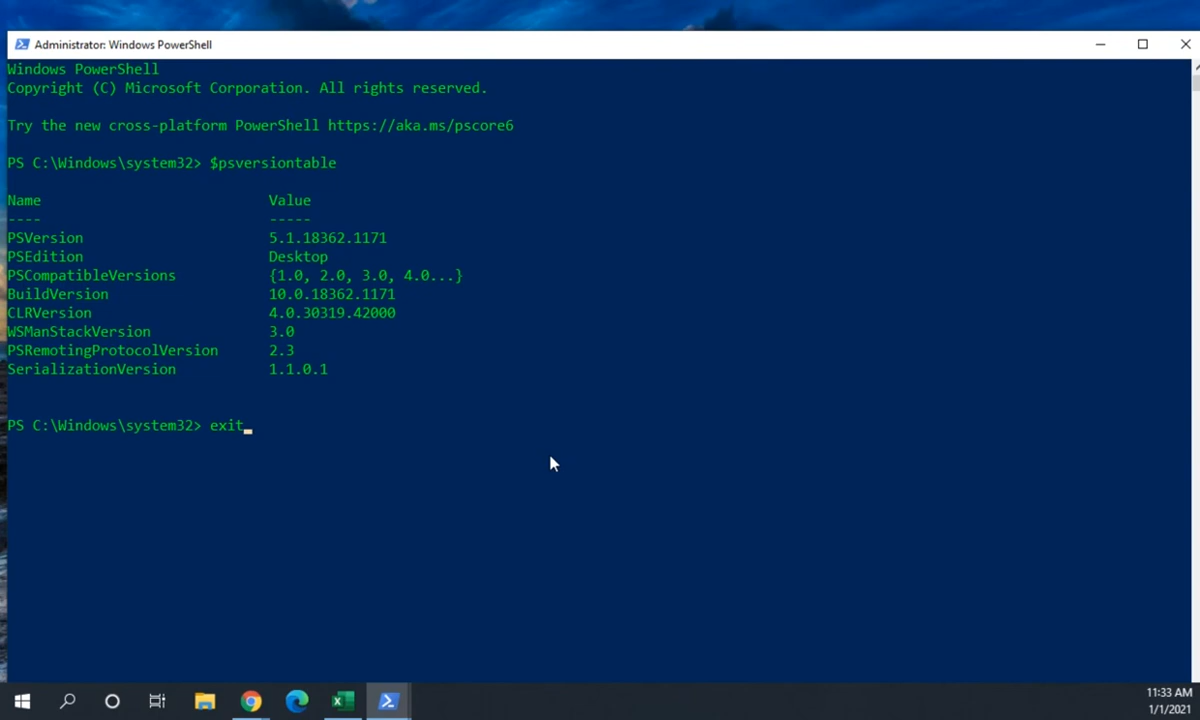 Administrator: Windows PowerShell
Windows PowerShell
Copyright (C) Microsoft Corporation. All rights reserved.
Try the new cross-platform PowerShell https://aka.ms/pscore6
PS C:\Windows\system32> $psversiontable
Name Value
---- -----
PSVersion 5.1.18362.1171
PSEdition Desktop
PSCompatibleVersions {1.0, 2.0, 3.0, 4.0...}
BuildVersion 10.0.18362.1171
CLRVersion 4.0.30319.42000
WSManStackVersion 3.0
PSRemotingProtocolVersion 2.3
SerializationVersion 1.1.0.1
PS C:\Windows\system32> exit
11:33 AM
1/1/2021